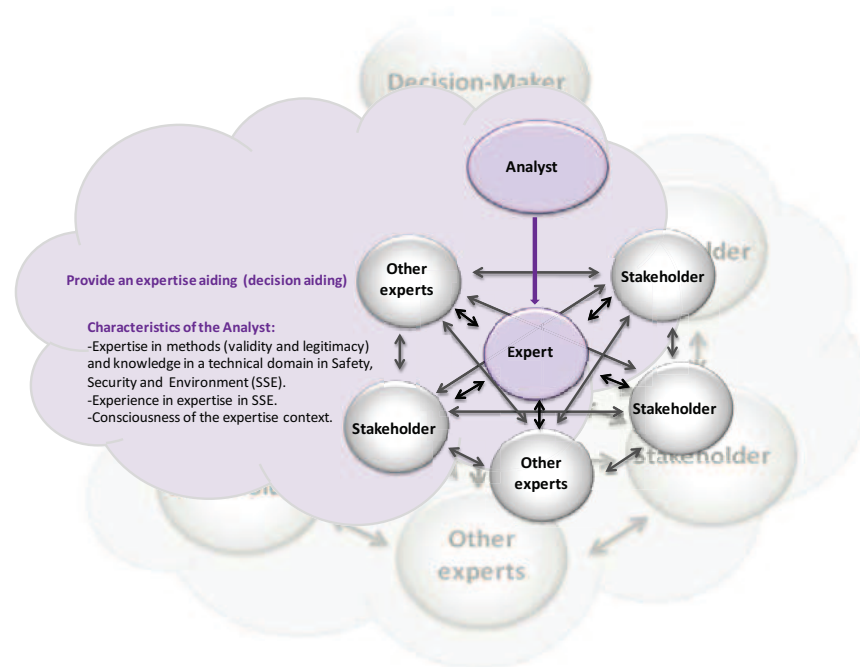 Decision-Maker
Analyst
Other
experts
Stakeholder
holder
Provide an expertise aiding (decision aiding)
Characteristics of the Analyst:
-Expertise in methods (validity and legitimacy)
and knowledge in a technical domain in Safety,
Security and Environment (SSE).
-Experience in expertise in SSE.
-Consciousness of the expertise context.
Expert
Stakeholder
Stakeholder
Other
experts
Stakeholder
Other
experts